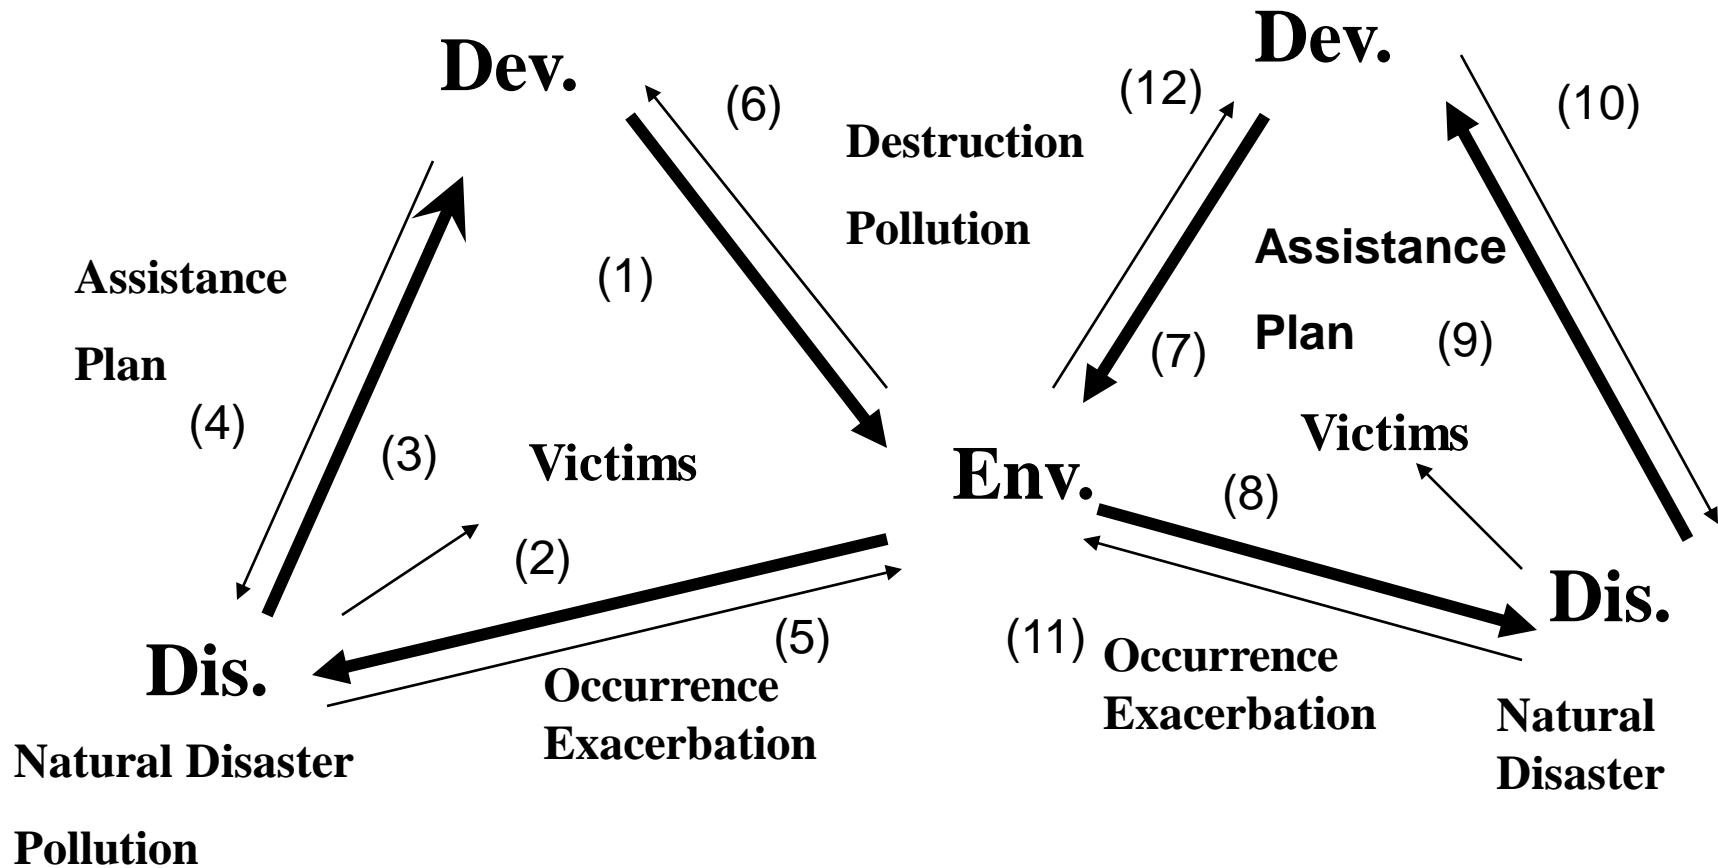 Dev.
Dev.
(6)
(12)
(10)
Destruction
Pollution
Assistance
Plan
(1)
Assistance
Plan
(7)
(9)
(4)
(3)
Victims
Victims
Env.
(8)
(2)
Dis.
(5)
(11)
Dis.
Occurrence
Exacerbation
Occurrence
Exacerbation
Natural
Disaster
Natural Disaster
Pollution